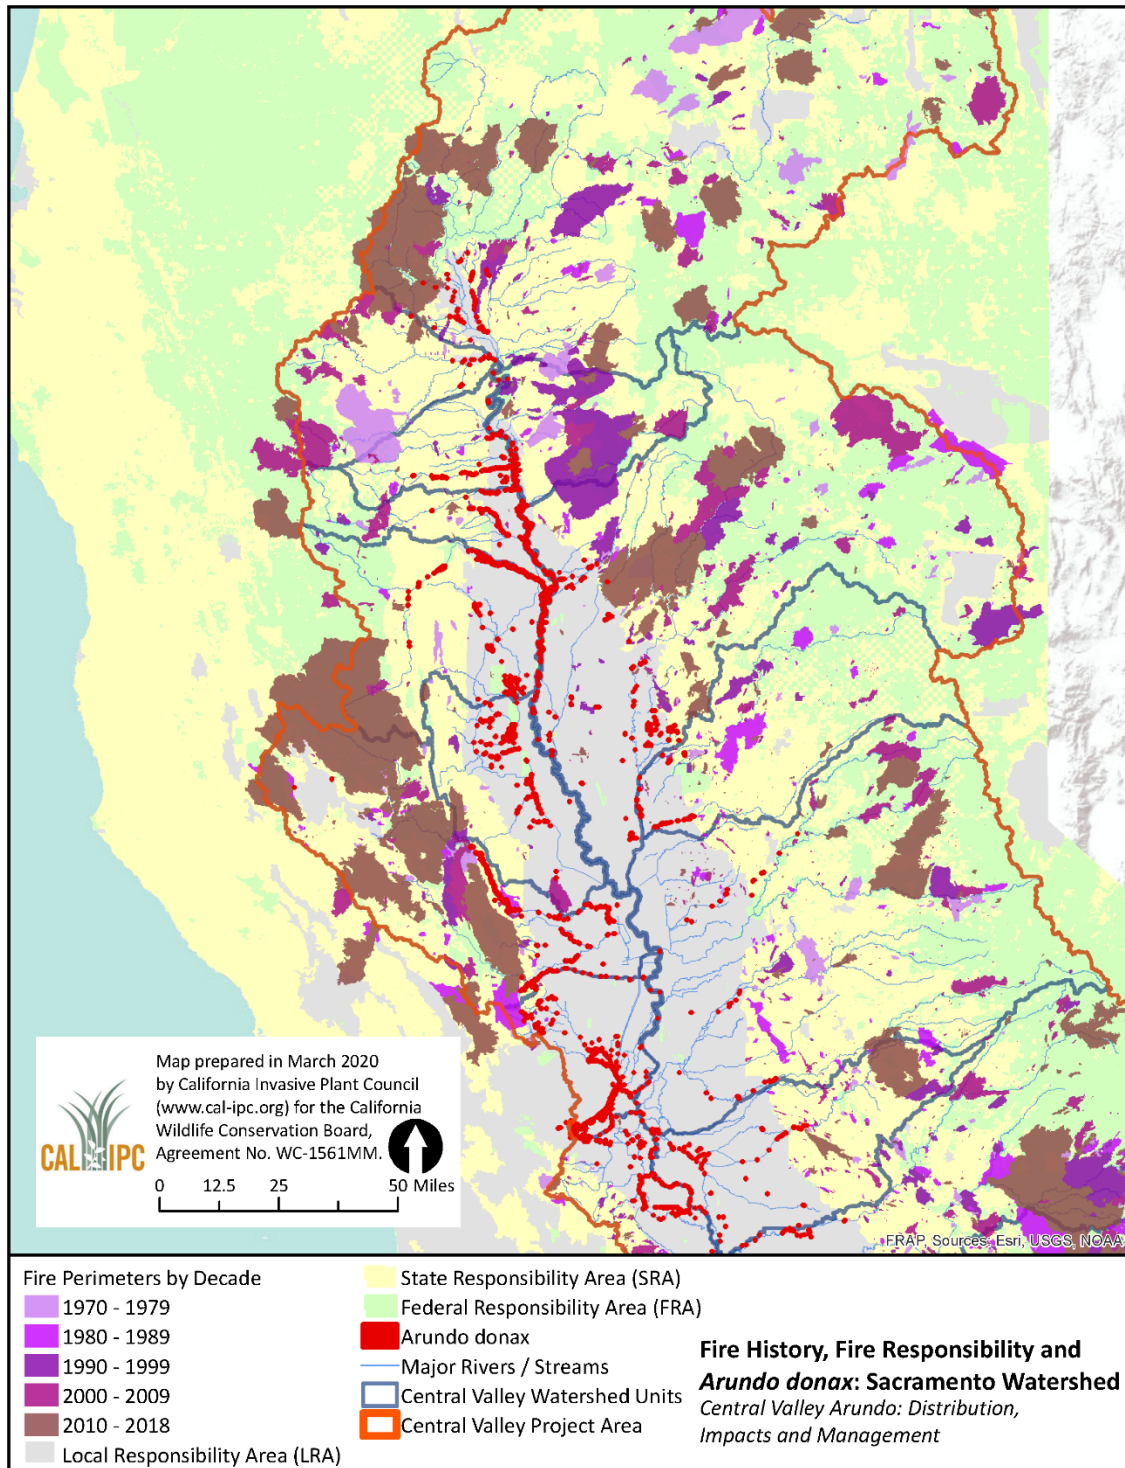 Map prepared in March 2020
by California Invasive Plant Council
(www.cal-ipc.org) for the California
Wildlife Conservation Board,
Agreement No. WC-1561MM.
CAL-IPC
0 12.5 25 50 Miles
FRAP, Sources: Esri, USGS, NOAA
Fire Perimeters by Decade
1970 - 1979
1980 - 1989
1990 - 1999
2000 - 2009
2010 - 2018
Local Responsibility Area (LRA)
State Responsibility Area (SRA)
Federal Responsibility Area (FRA)
Arundo donax
Major Rivers / Streams
Central Valley Watershed Units
Central Valley Project Area
Fire History, Fire Responsibility and
Arundo donax: Sacramento Watershed
Central Valley Arundo: Distribution,
Impacts and Management